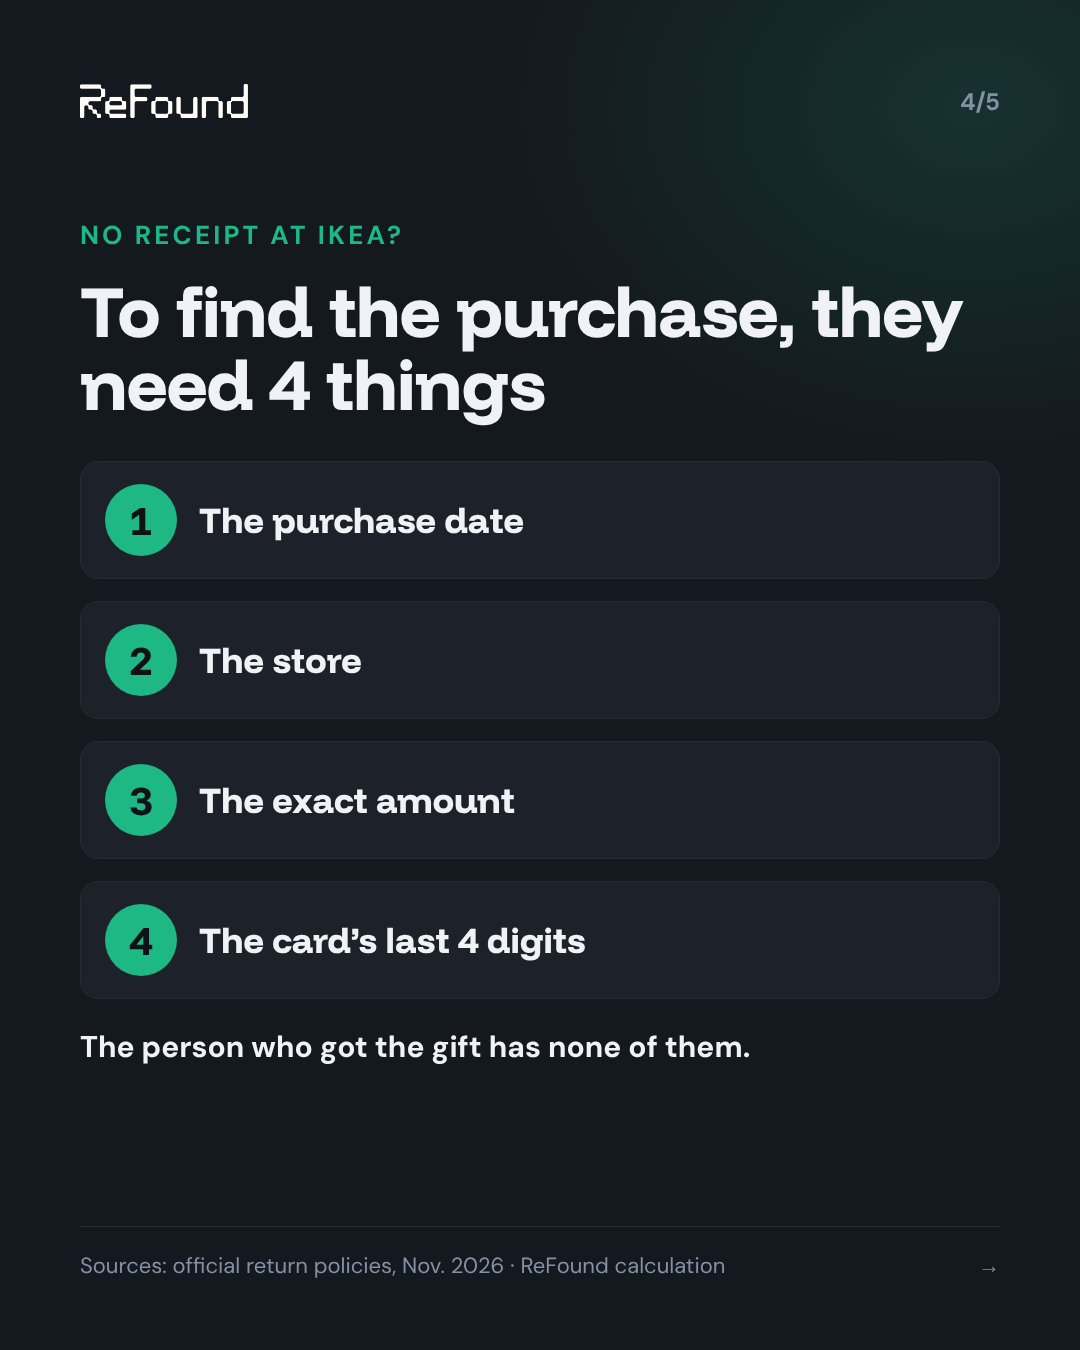 ReFound
4/5
NO RECEIPT AT IKEA?
To find the purchase, they
need 4 things
1 The purchase date
2 The store
3 The exact amount
4 The card’s last 4 digits
The person who got the gift has none of them.
Sources: official return policies, Nov. 2026 · ReFound calculation →